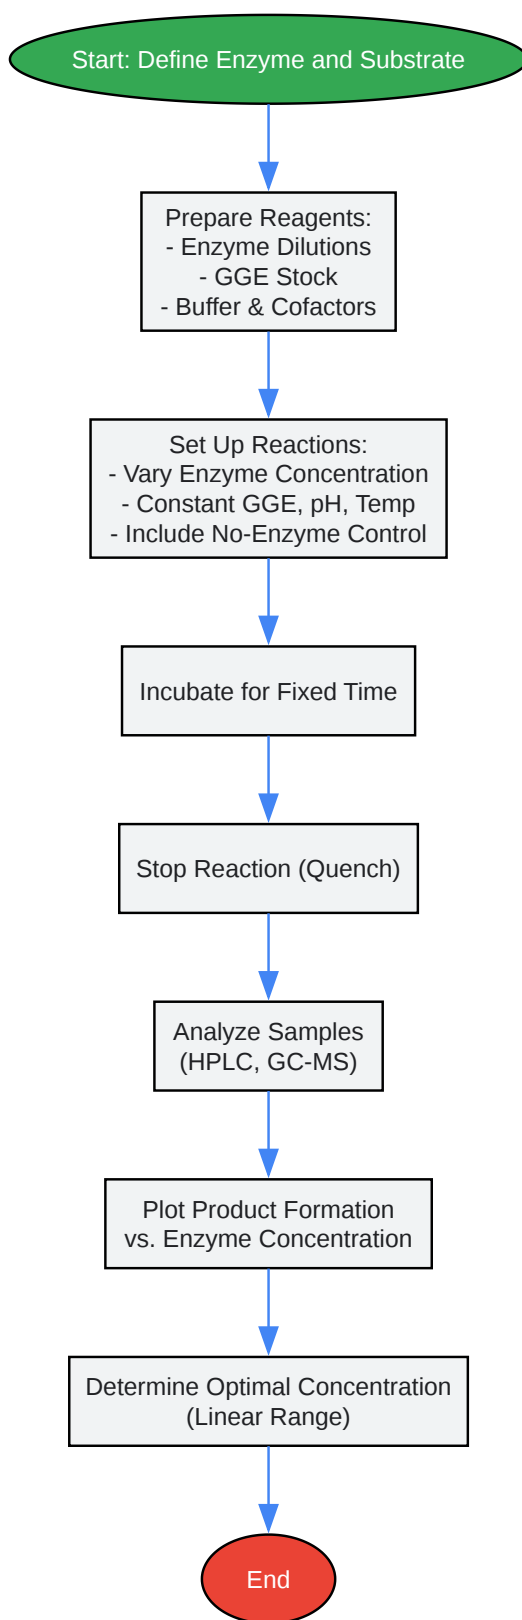 Start: Define Enzyme and Substrate
Prepare Reagents:
- Enzyme Dilutions
- GGE Stock
- Buffer & Cofactors
Set Up Reactions:
- Vary Enzyme Concentration
- Constant GGE, pH, Temp
- Include No-Enzyme Control
Incubate for Fixed Time
Stop Reaction (Quench)
Analyze Samples
(HPLC, GC-MS)
Plot Product Formation
vs. Enzyme Concentration
Determine Optimal Concentration
(Linear Range)
End